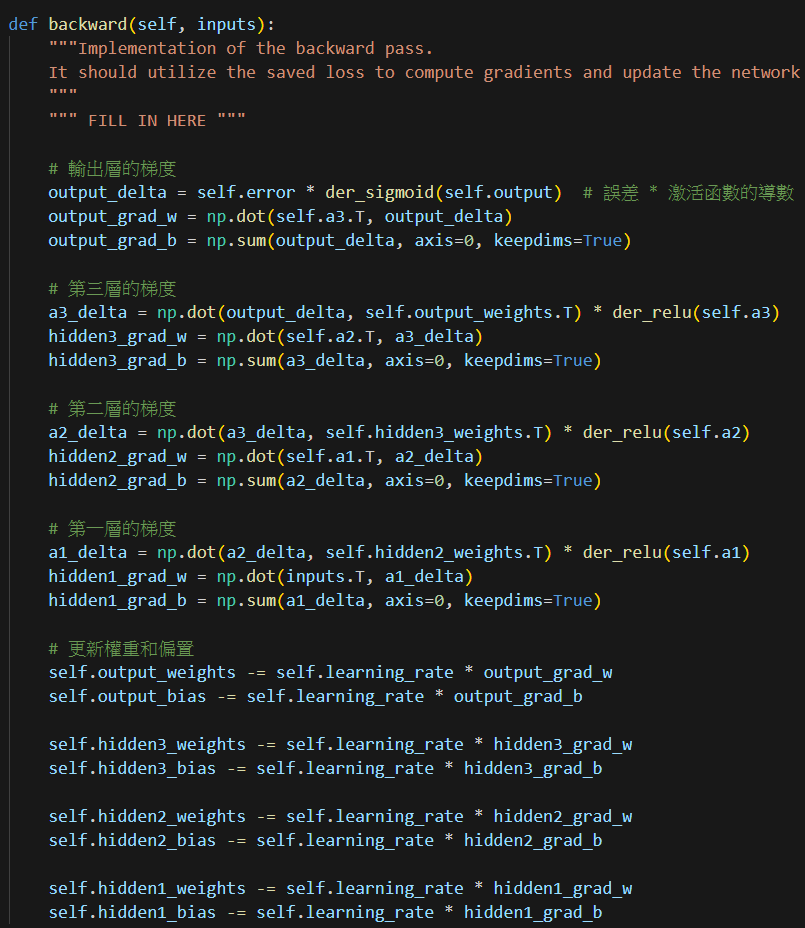 def backward(self, inputs):
"""Implementation of the backward pass.
It should utilize the saved loss to compute gradients and update the network
"""
""" FILL IN HERE """
# 輸出層的梯度
output_delta = self.error * der_sigmoid(self.output)  # 誤差 * 激活函數的導數
output_grad_w = np.dot(self.a3.T, output_delta)
output_grad_b = np.sum(output_delta, axis=0, keepdims=True)
# 第三層的梯度
a3_delta = np.dot(output_delta, self.output_weights.T) * der_relu(self.a3)
hidden3_grad_w = np.dot(self.a2.T, a3_delta)
hidden3_grad_b = np.sum(a3_delta, axis=0, keepdims=True)
# 第二層的梯度
a2_delta = np.dot(a3_delta, self.hidden3_weights.T) * der_relu(self.a2)
hidden2_grad_w = np.dot(self.a1.T, a2_delta)
hidden2_grad_b = np.sum(a2_delta, axis=0, keepdims=True)
# 第一層的梯度
a1_delta = np.dot(a2_delta, self.hidden2_weights.T) * der_relu(self.a1)
hidden1_grad_w = np.dot(inputs.T, a1_delta)
hidden1_grad_b = np.sum(a1_delta, axis=0, keepdims=True)
# 更新權重和偏置
self.output_weights -= self.learning_rate * output_grad_w
self.output_bias -= self.learning_rate * output_grad_b
self.hidden3_weights -= self.learning_rate * hidden3_grad_w
self.hidden3_bias -= self.learning_rate * hidden3_grad_b
self.hidden2_weights -= self.learning_rate * hidden2_grad_w
self.hidden2_bias -= self.learning_rate * hidden2_grad_b
self.hidden1_weights -= self.learning_rate * hidden1_grad_w
self.hidden1_bias -= self.learning_rate * hidden1_grad_b